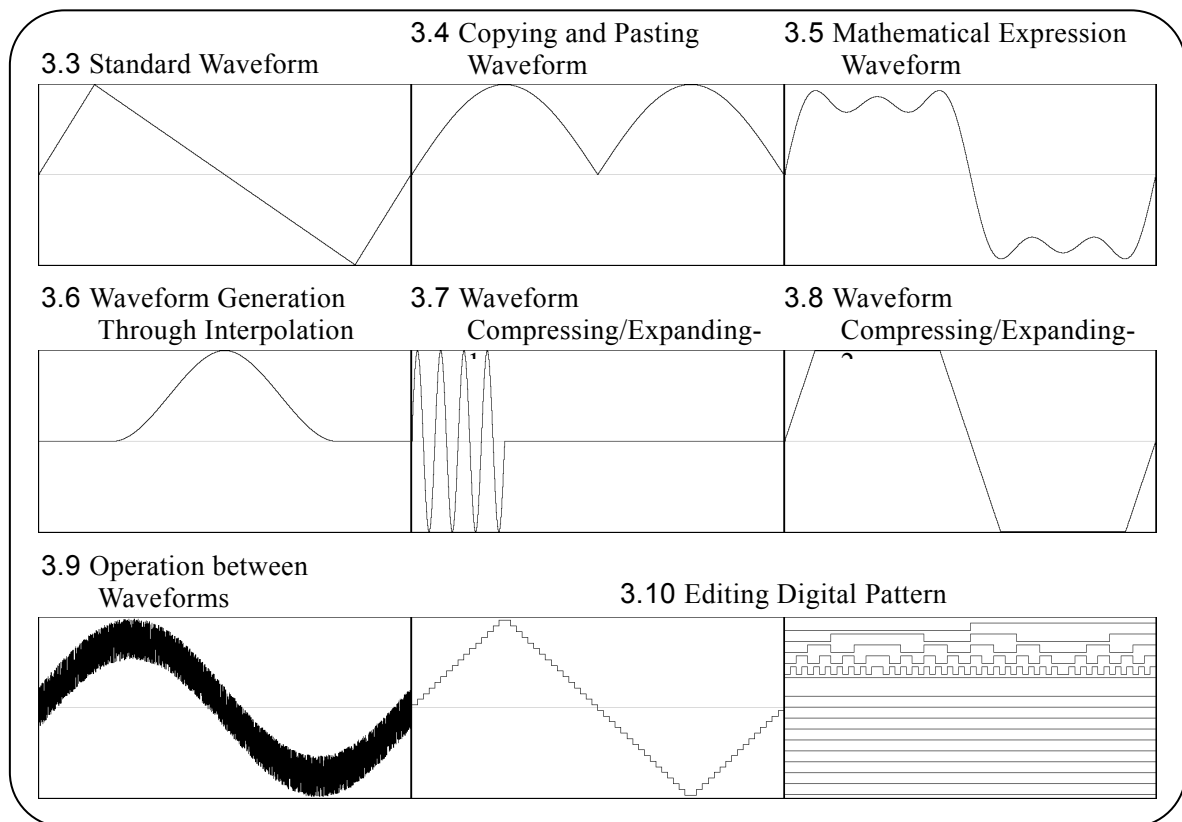 3.3 Standard Waveform
3.4 Copying and Pasting
Waveform
3.5 Mathematical Expression
Waveform
3.6 Waveform Generation
Through Interpolation
3.7 Waveform
Compressing/Expanding-
3.8 Waveform
Compressing/Expanding-
3.9 Operation between
Waveforms
3.10 Editing Digital Pattern